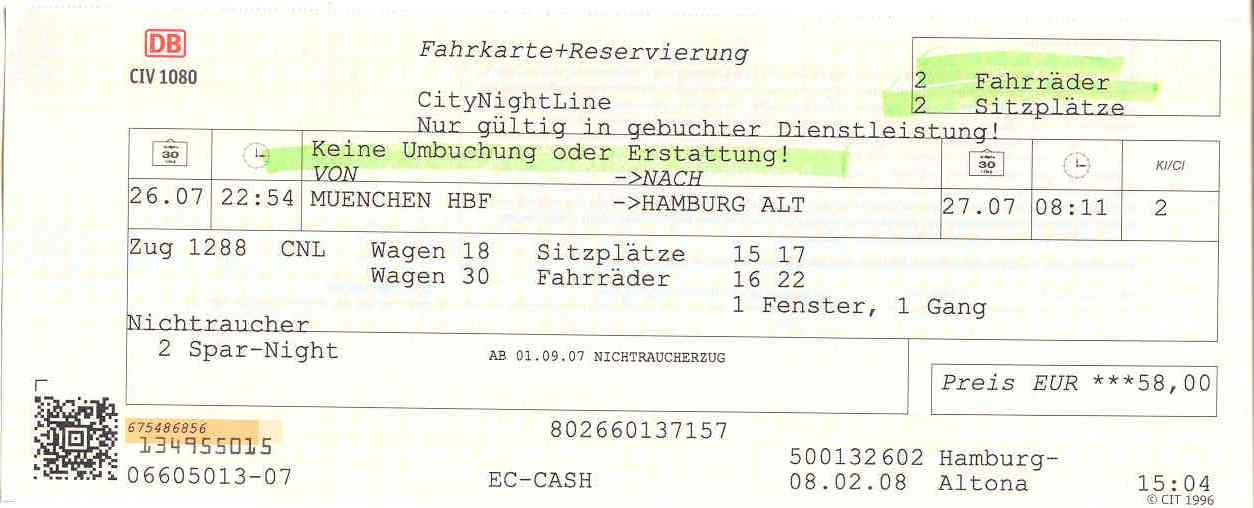 DB
CIV 1080
Fahrkarte+Reservierung
2 Fahrräder
CityNightLine
2 Sitzplätze
Nur gültig in gebuchter Dienstleistung!
30 30 Kl/Cl
Keine Umbuchung oder Erstattung!
VON ->NACH
26.07 22:54 MUENCHEN HBF ->HAMBURG ALT 27.07 08:11 2
Zug 1288 CNL Wagen 18 Sitzplätze 15 17
Wagen 30 Fahrräder 16 22
1 Fenster, 1 Gang
Nichtraucher
2 Spar-Night AB 01.09.07 NICHTRAUCHERZUG
Preis EUR ***58,00
675486856
802660137157
134955015
06605013-07 EC-CASH
500132602 Hamburg-
08.02.08 Altona 15:04
© CIT 1996